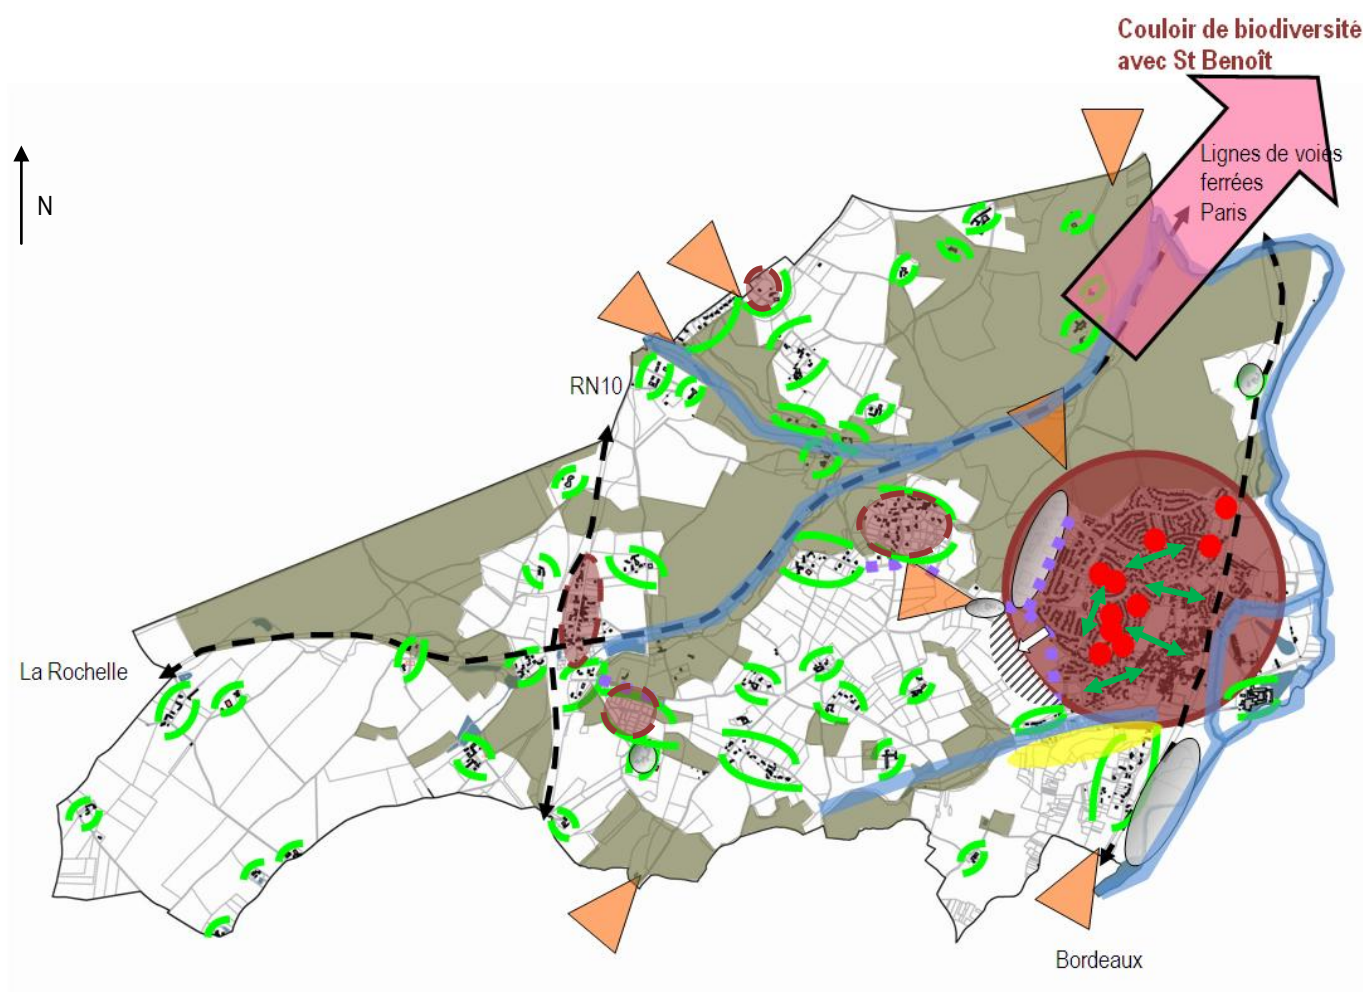 Couloir de biodiversité
avec St Benoît
Lignes de voies
ferrées
Paris
N
RN10
La Rochelle
Bordeaux